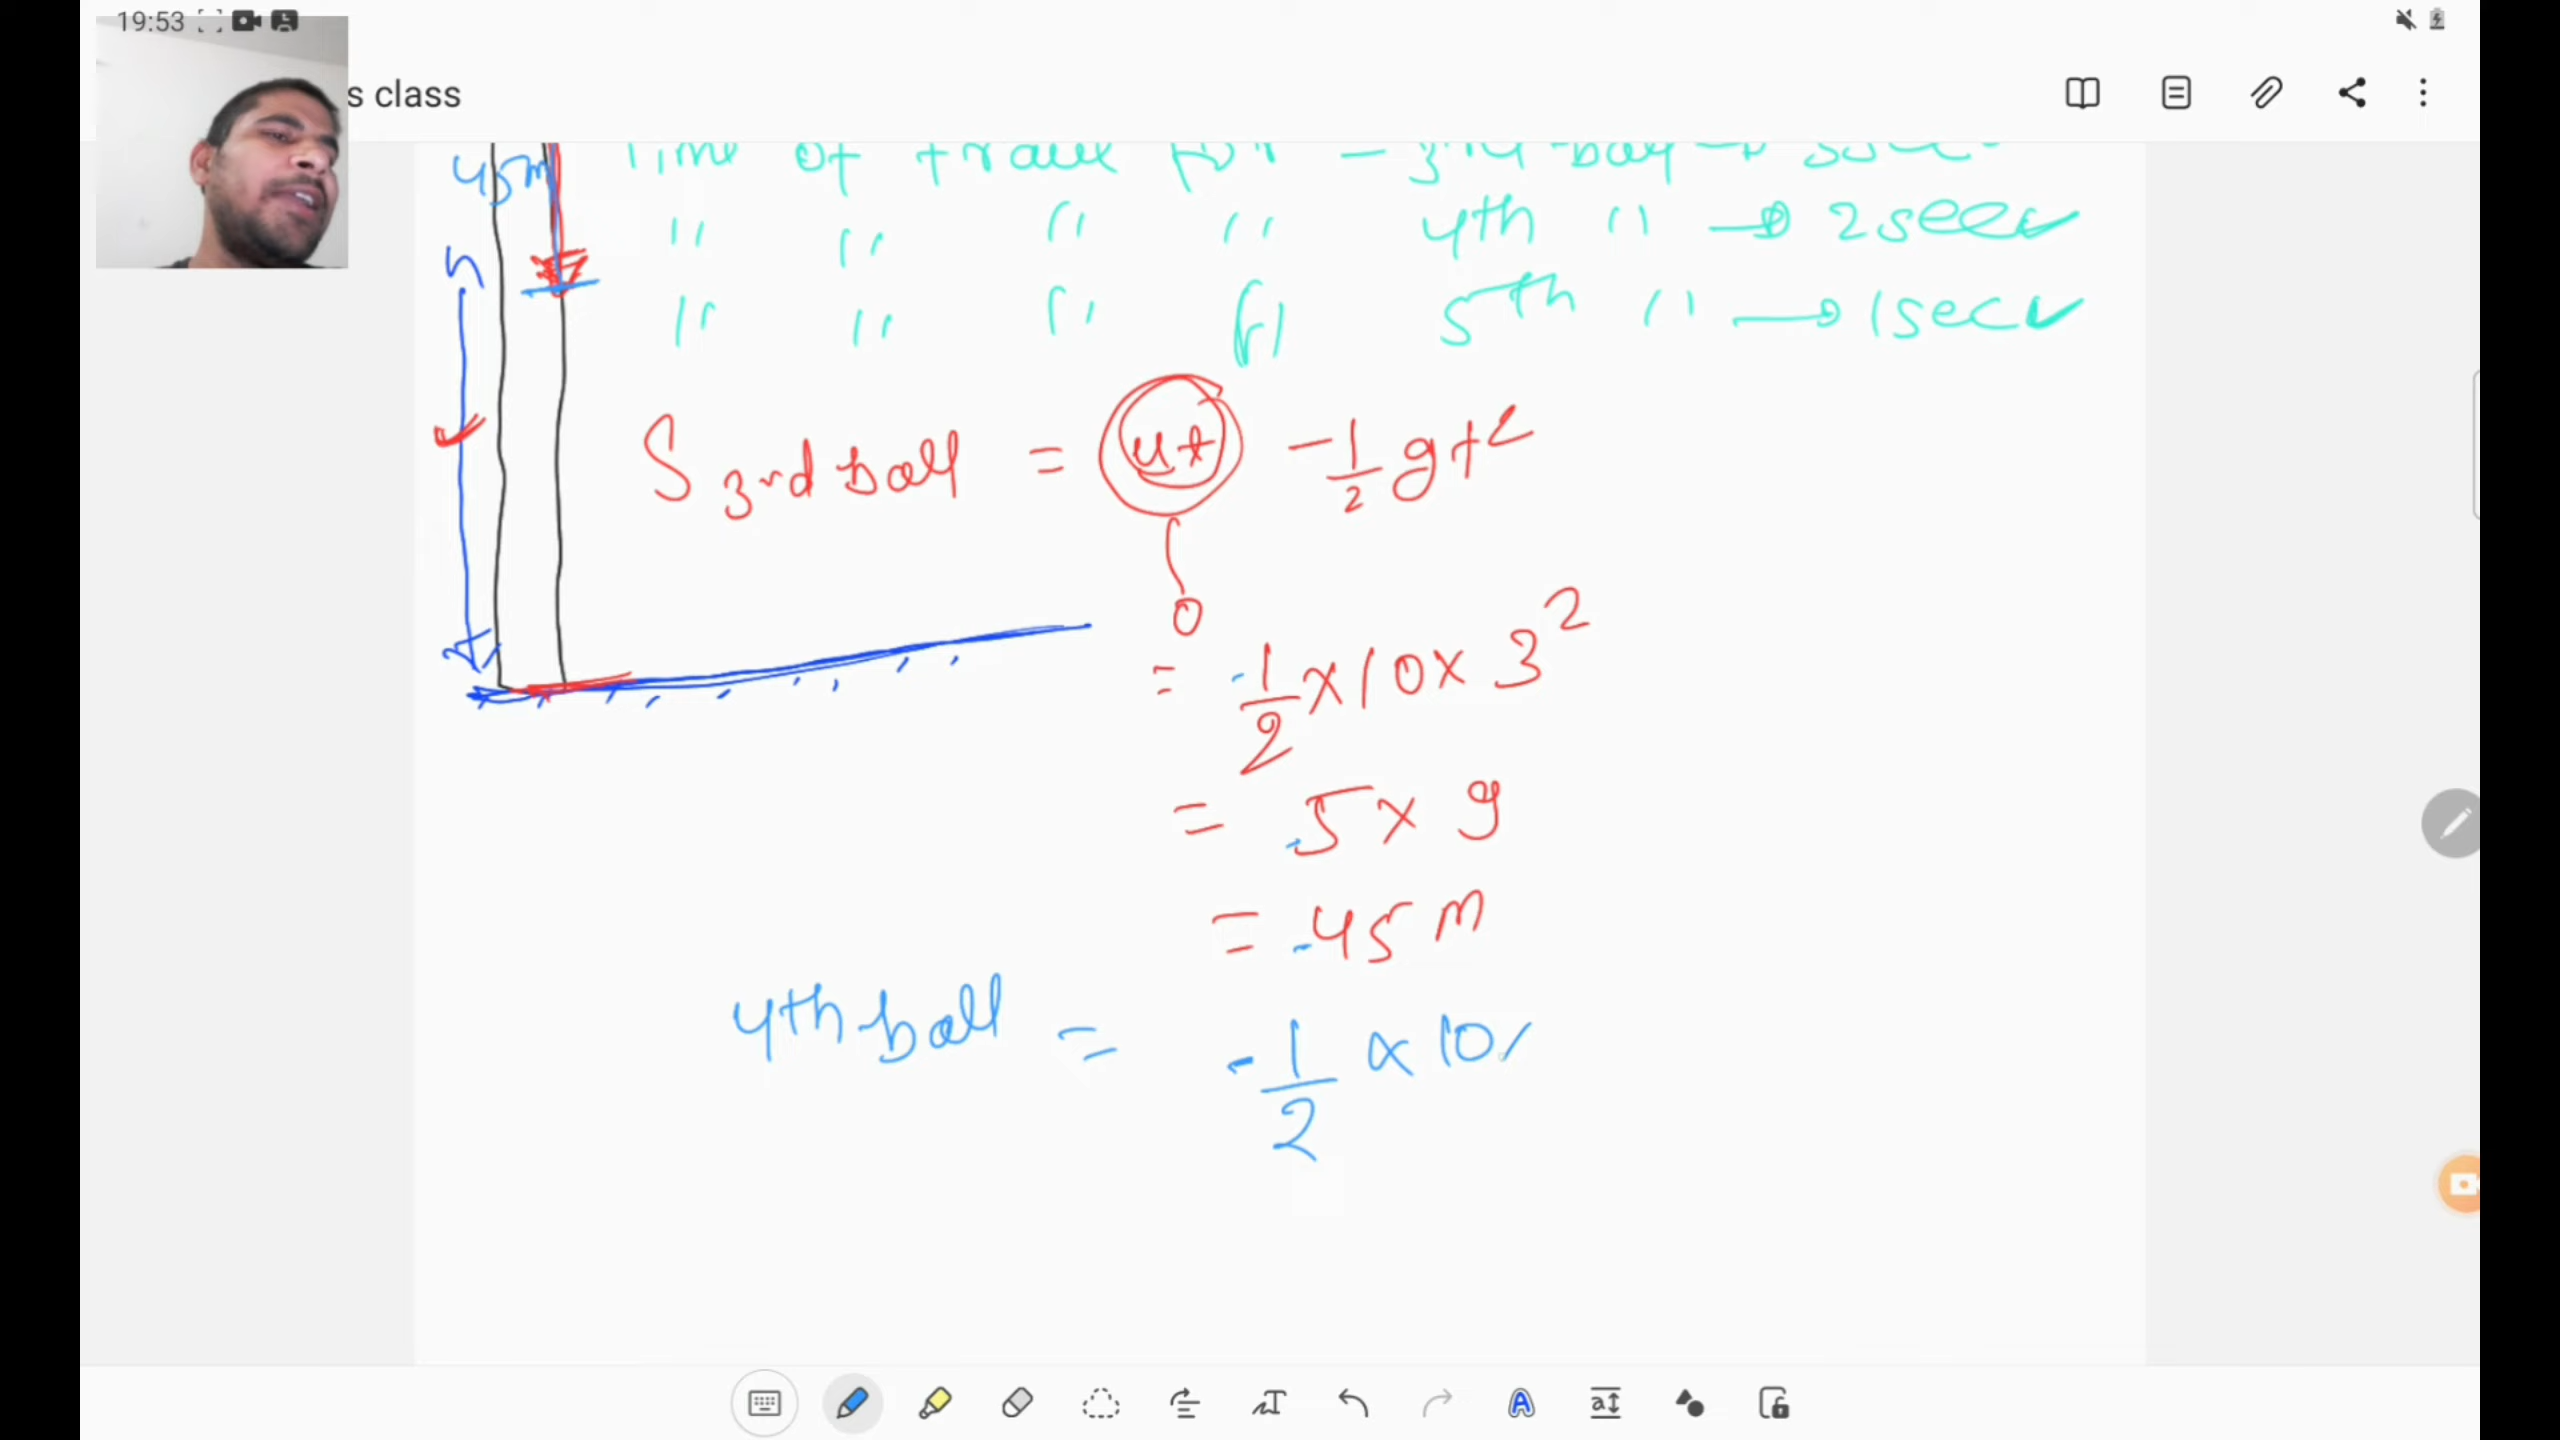 19:53
s class
45m
Time of travel for - 3rd ball → 3sec
h
" " " " 4th " → 2sec
" " " " 5th " → 1sec
S 3rd ball = ut - 1/2 gt²
0
= -1/2 × 10 × 3²
= -5 × 9
= -45 m
4th ball = -1/2 × 10